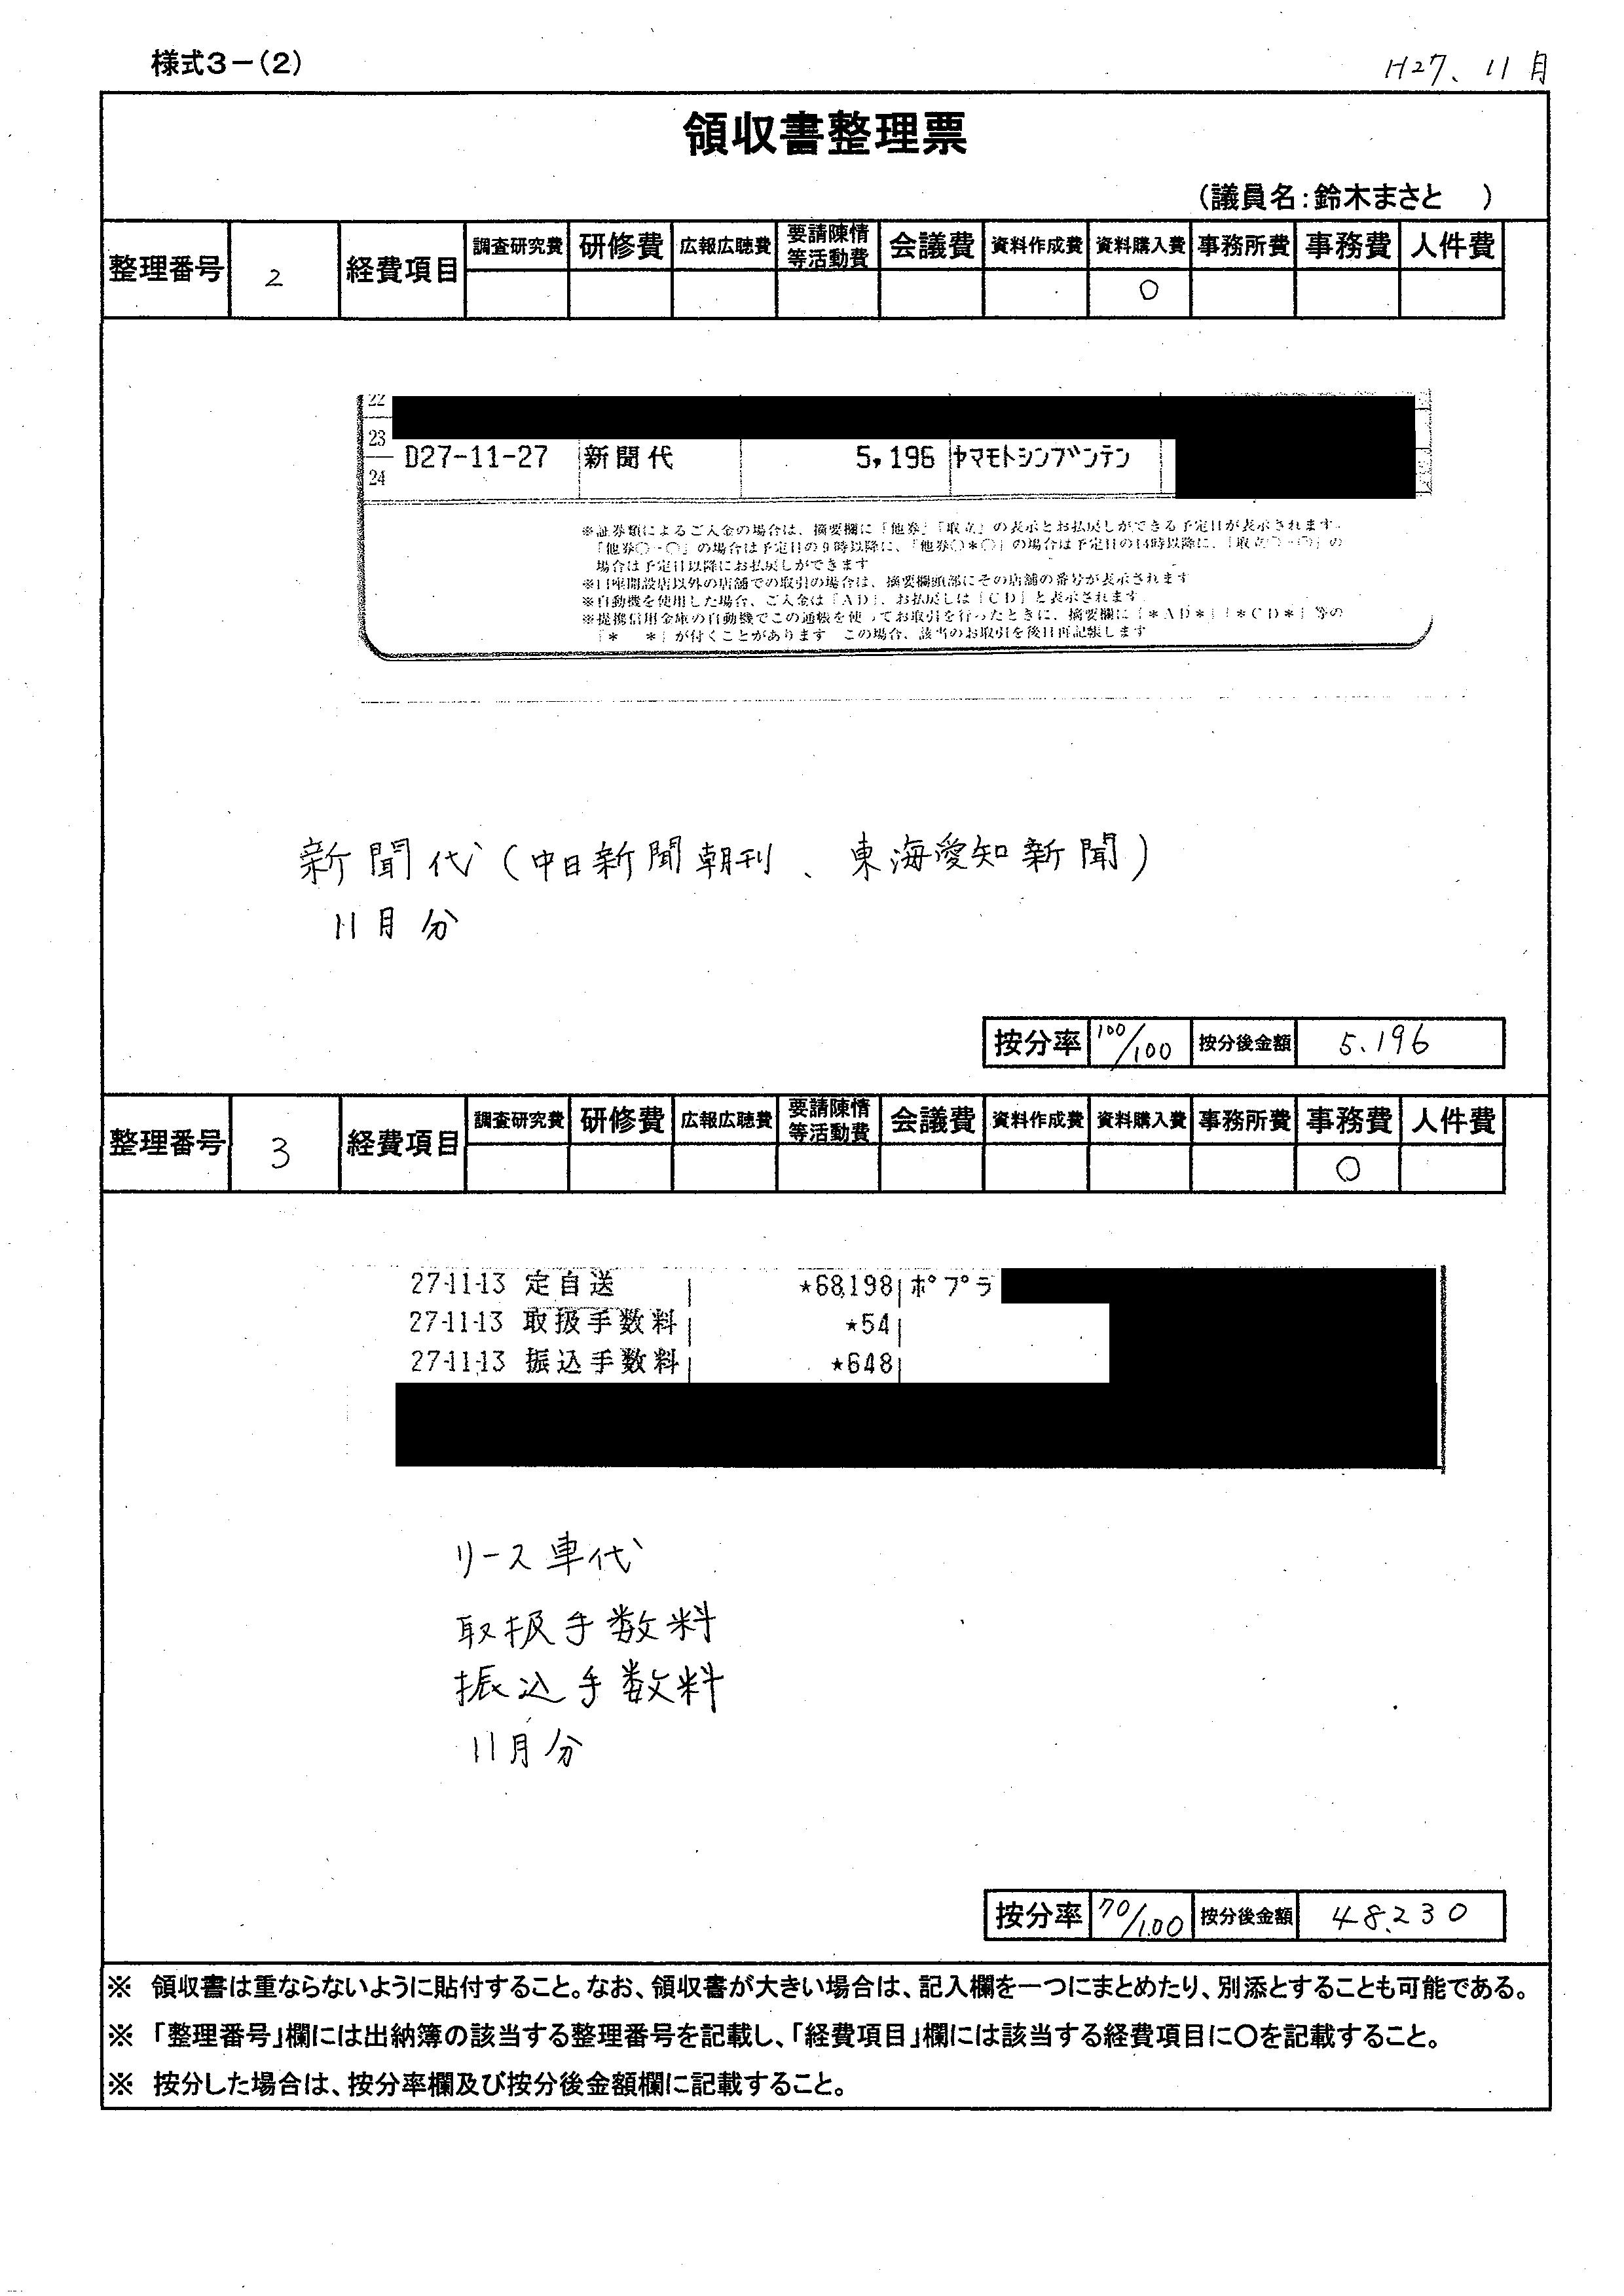 様式3－(2)
H27、11月
領収書整理票
(議員名:鈴木まさと　)
整理番号 2 経費項目 調査研究費 研修費 広報広聴費 要請陳情等活動費 会議費 資料作成費 資料購入費 事務所費 事務費 人件費
○
22
23
D27-11-27 新聞代 5,196 ヤマモトシンブンテン
24
※証券類によるご入金の場合は、摘要欄に「他券」「取立」の表示とお払戻しができる予定日が表示されます。
「他券○－○」の場合は予定日の9時以降に、「他券○＊○」の場合は予定日の14時以降に、「取立○－○」の
場合は予定日以降にお払戻しができます
※口座開設店以外の店舗での取引の場合は、摘要欄頭部にその店舗の番号が表示されます
※自動機を使用した場合、ご入金は「AD」、お払戻しは「CD」と表示されます
※提携信用金庫の自動機でこの通帳を使ってお取引を行ったときに、摘要欄に「＊AD＊」「＊CD＊」等の
「＊　＊」が付くことがあります　この場合、該当のお取引を後日再記帳します
新聞代(中日新聞朝刊、東海愛知新聞)
11月分
按分率 100/100 按分後金額 5.196
整理番号 3 経費項目 調査研究費 研修費 広報広聴費 要請陳情等活動費 会議費 資料作成費 資料購入費 事務所費 事務費 人件費
○
27-11-13 定自送 *68,198 ポプラ
27-11-13 取扱手数料 *54
27-11-13 振込手数料 *648
リース車代
取扱手数料
振込手数料
11月分
按分率 70/100 按分後金額 48,230
※ 領収書は重ならないように貼付すること。なお、領収書が大きい場合は、記入欄を一つにまとめたり、別添とすることも可能である。
※ 「整理番号」欄には出納簿の該当する整理番号を記載し、「経費項目」欄には該当する経費項目に○を記載すること。
※ 按分した場合は、按分率欄及び按分後金額欄に記載すること。